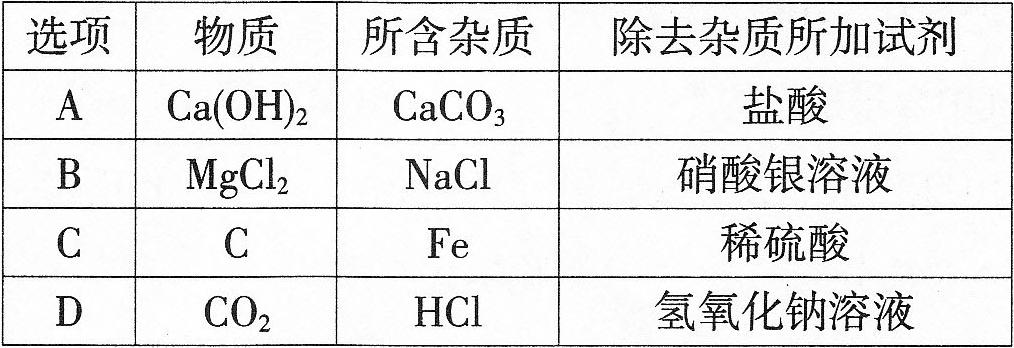 选项 物质 所含杂质 除去杂质所加试剂
A Ca(OH)₂ CaCO₃ 盐酸
B MgCl₂ NaCl 硝酸银溶液
C C Fe 稀硫酸
D CO₂ HCl 氢氧化钠溶液